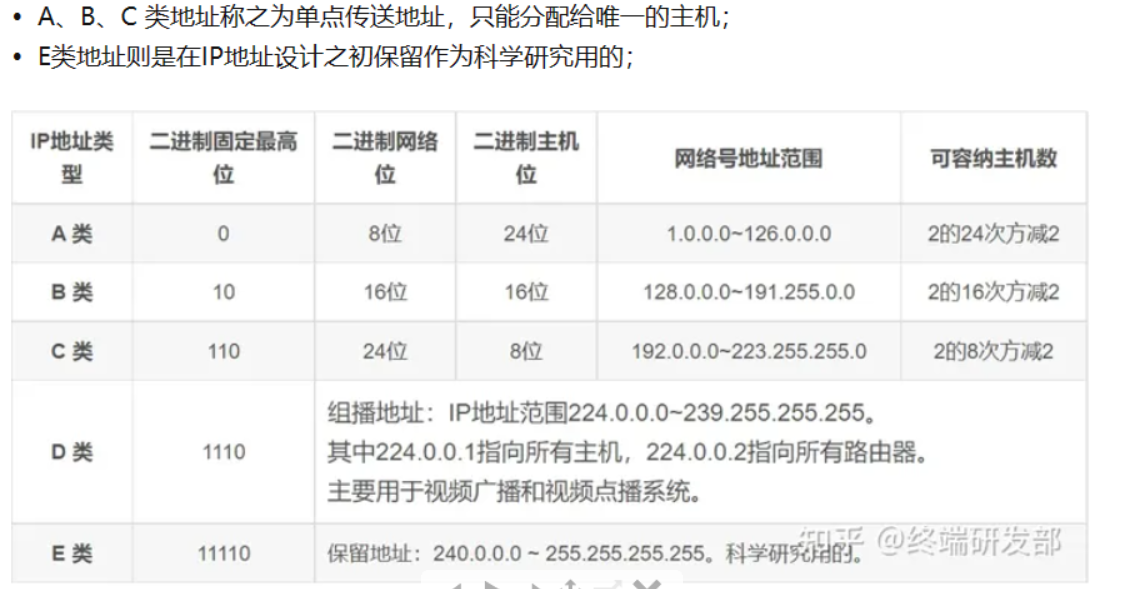 • A、B、C 类地址称之为单点传送地址，只能分配给唯一的主机；
• E类地址则是在IP地址设计之初保留作为科学研究用的；
IP地址类型 二进制固定最高位 二进制网络位 二进制主机位 网络号地址范围 可容纳主机数
A 类 0 8位 24位 1.0.0.0~126.0.0.0 2的24次方减2
B 类 10 16位 16位 128.0.0.0~191.255.0.0 2的16次方减2
C 类 110 24位 8位 192.0.0.0~223.255.255.0 2的8次方减2
D 类 1110 组播地址：IP地址范围224.0.0.0~239.255.255.255。
其中224.0.0.1指向所有主机，224.0.0.2指向所有路由器。
主要用于视频广播和视频点播系统。
E 类 11110 保留地址：240.0.0.0 ~ 255.255.255.255。科学研究用的。
知乎 @终端研发部